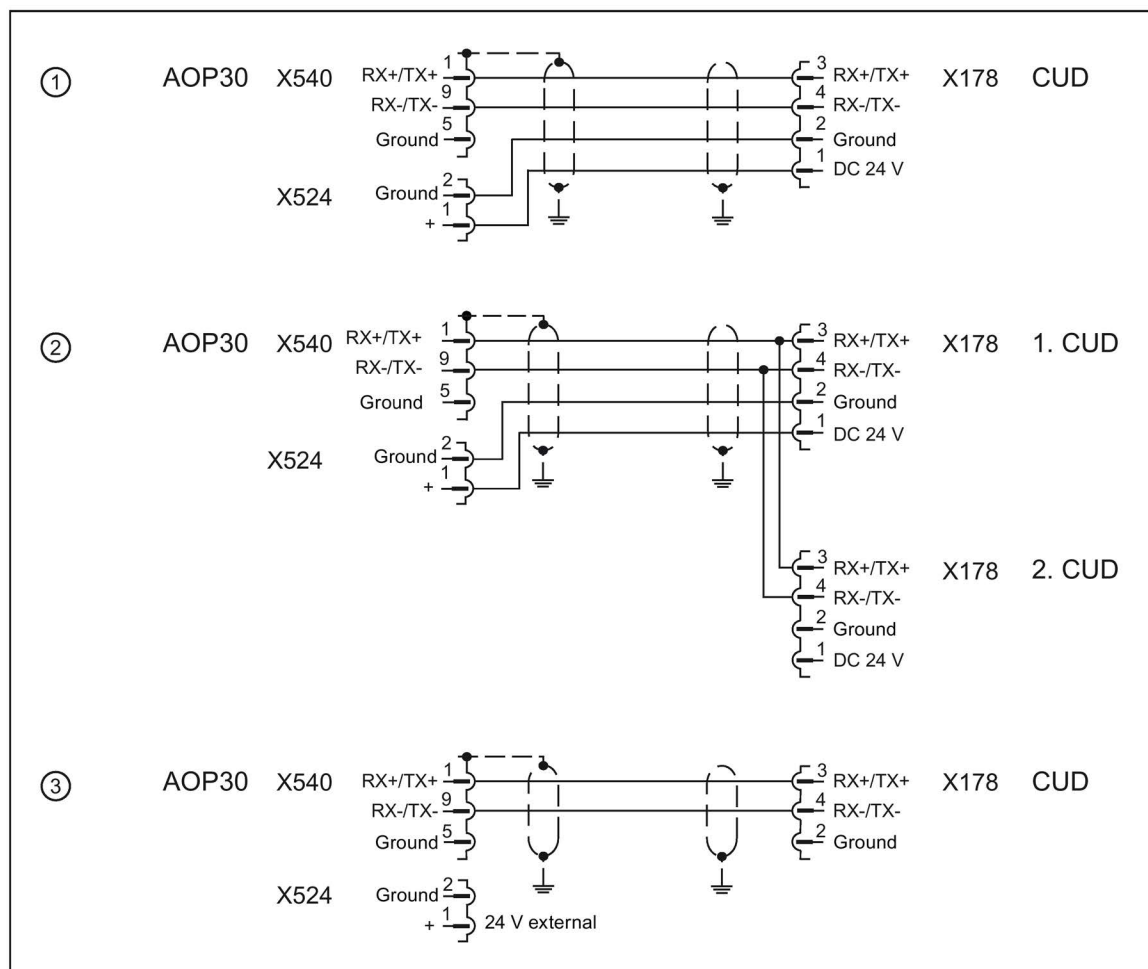 1 AOP30 X540 RX+/TX+ 1 3 RX+/TX+ X178 CUD
RX-/TX- 9 4 RX-/TX-
Ground 5 2 Ground
1 DC 24 V
X524 Ground 2
+ 1
2 AOP30 X540 RX+/TX+ 1 3 RX+/TX+ X178 1. CUD
RX-/TX- 9 4 RX-/TX-
Ground 5 2 Ground
1 DC 24 V
X524 Ground 2
+ 1
3 RX+/TX+ X178 2. CUD
4 RX-/TX-
2 Ground
1 DC 24 V
3 AOP30 X540 RX+/TX+ 1 3 RX+/TX+ X178 CUD
RX-/TX- 9 4 RX-/TX-
Ground 5 2 Ground
X524 Ground 2
+ 1 24 V external